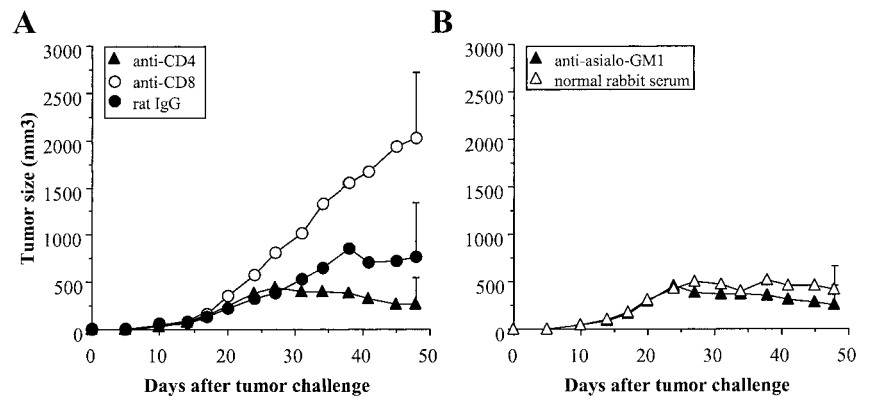 A
B
3000
2500
2000
1500
1000
500
0
Tumor size (mm3)
anti-CD4
anti-CD8
rat IgG
0
10
20
30
40
50
Days after tumor challenge
3000
2500
2000
1500
1000
500
0
anti-asialo-GM1
normal rabbit serum
0
10
20
30
40
50
Days after tumor challenge